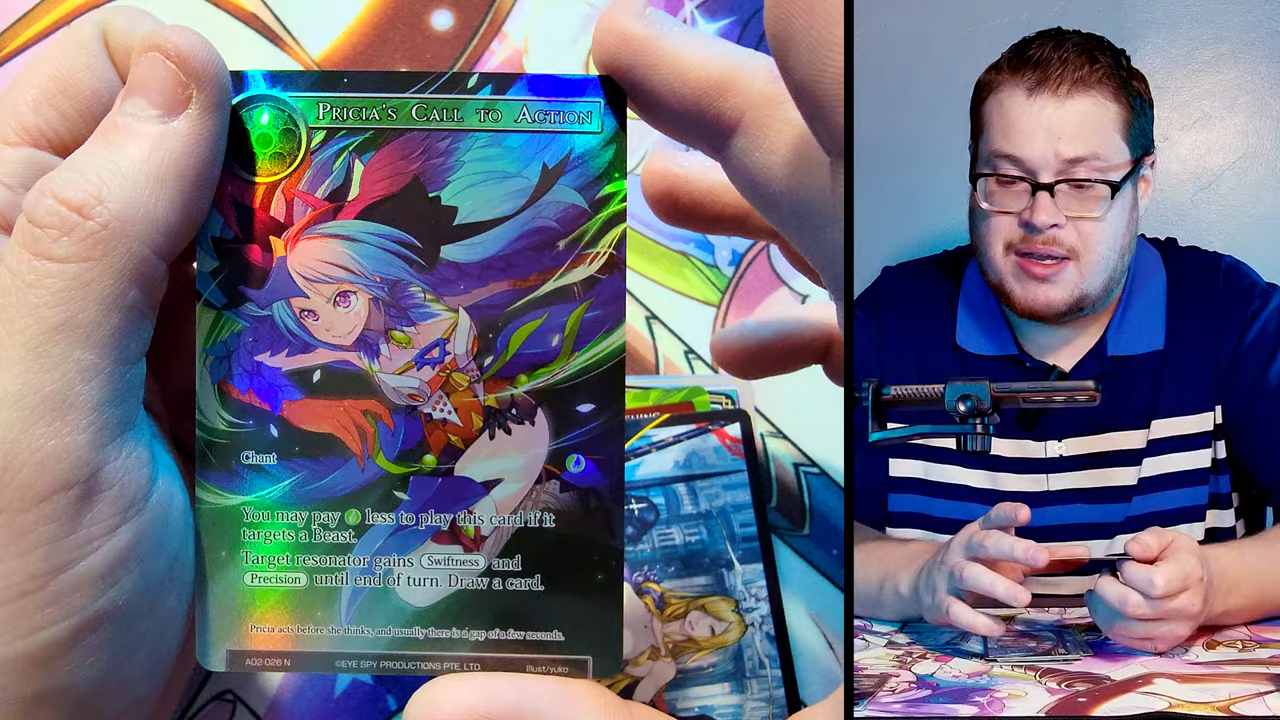 PRICIA'S CALL TO ACTION
Chant
You may pay less to play this card if it
targets a Beast.
Target resonator gains Swiftness and
Precision until end of turn. Draw a card.
Pricia acts before she thinks, and usually there is a gap of a few seconds.
A02-026 N ©EYE SPY PRODUCTIONS PTE. LTD. Illust/yuko